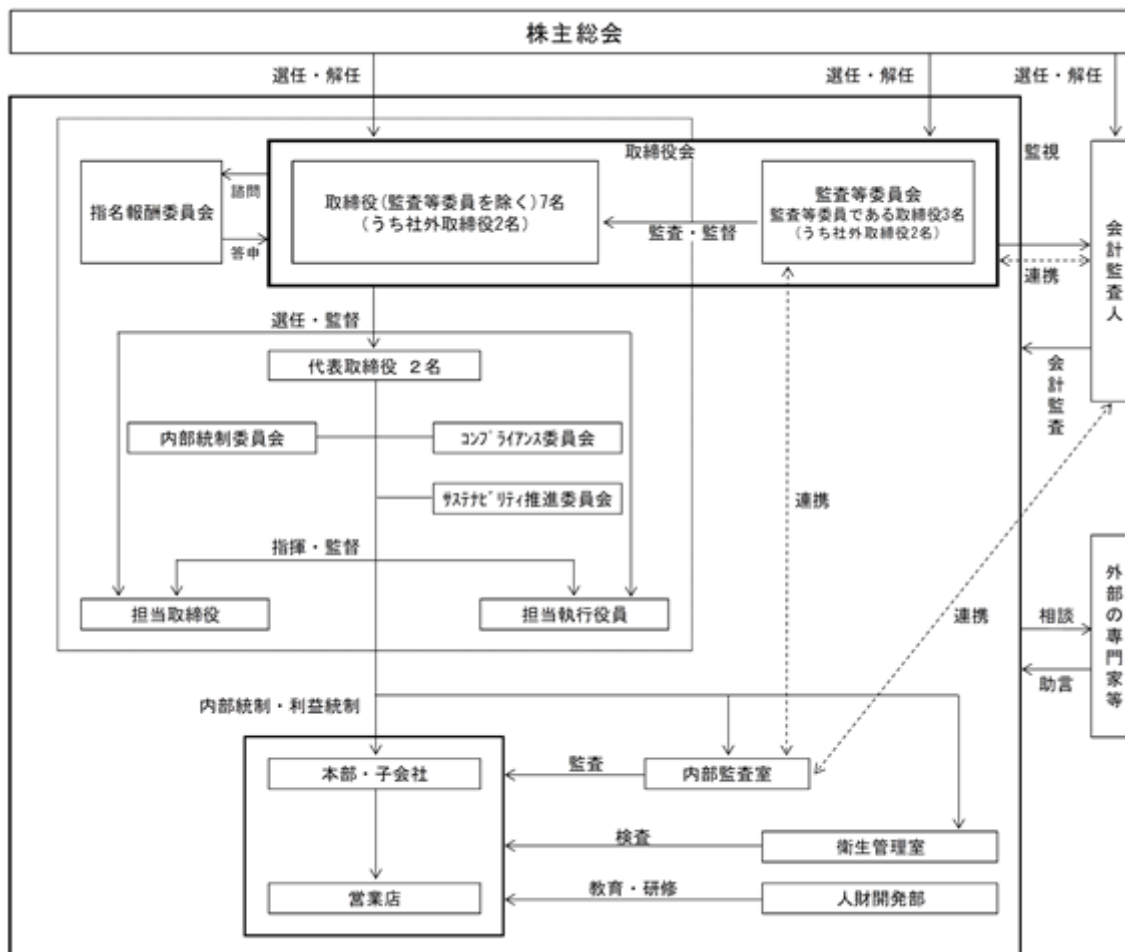 株主総会
選任・解任
選任・解任
選任・解任
取締役会
監視
指名報酬委員会
諮問
答申
取締役(監査等委員を除く)7名
(うち社外取締役2名)
監査・監督
監査等委員会
監査等委員である取締役3名
(うち社外取締役2名)
連携
会計監査人
会計監査
選任・監督
代表取締役 2名
内部統制委員会
コンプライアンス委員会
サステナビリティ推進委員会
連携
指揮・監督
担当取締役
担当執行役員
連携
相談
助言
外部の専門家等
内部統制・利益統制
本部・子会社
監査
内部監査室
検査
衛生管理室
営業店
教育・研修
人財開発部